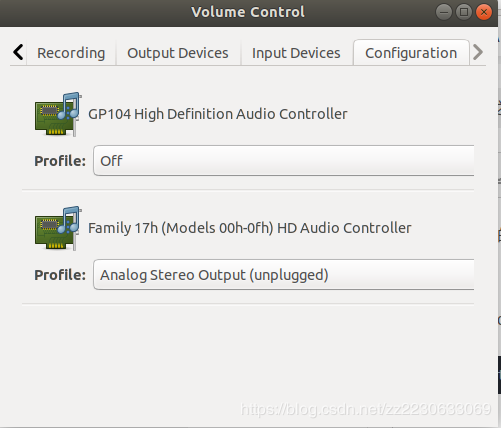 Volume Control
Recording Output Devices Input Devices Configuration
GP104 High Definition Audio Controller
Profile: Off
Family 17h (Models 00h-0fh) HD Audio Controller
Profile: Analog Stereo Output (unplugged)
https://blog.csdn.net/zz2230633069